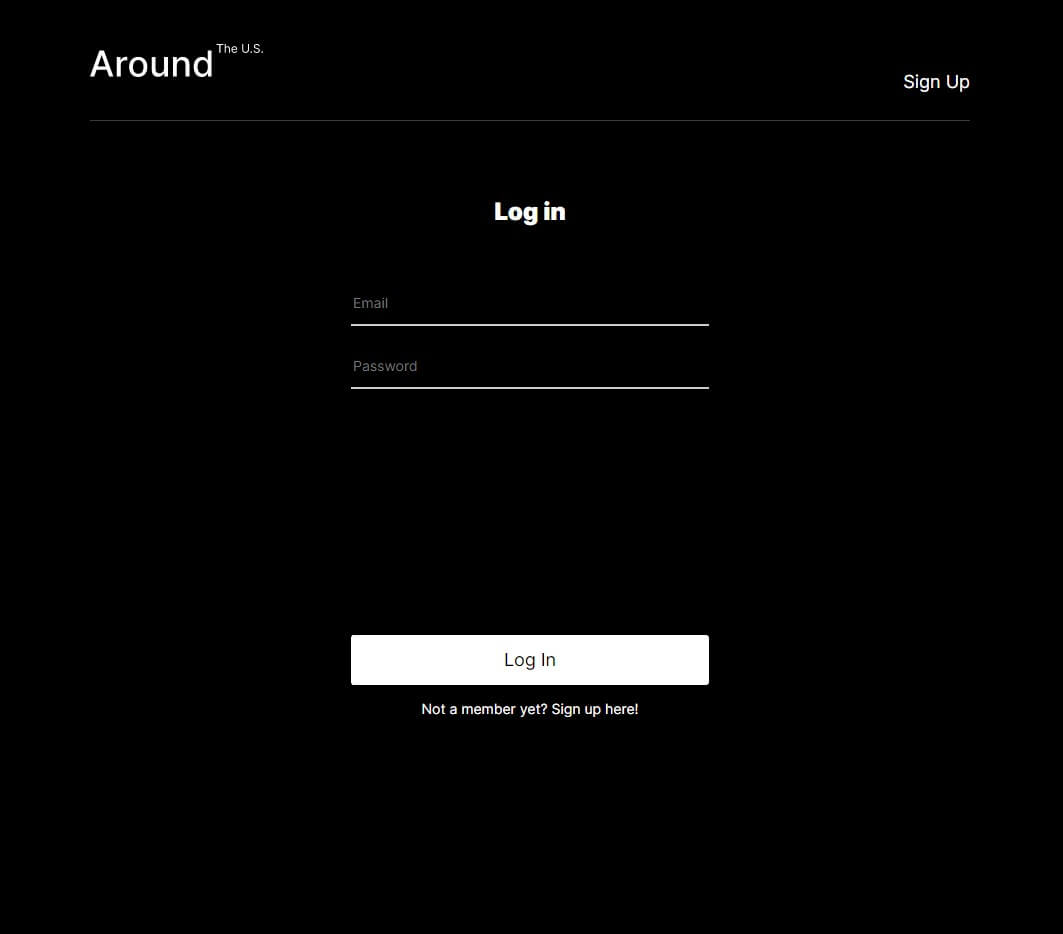 Around The U.S.
Sign Up
Log in
Email
Password
Log In
Not a member yet? Sign up here!